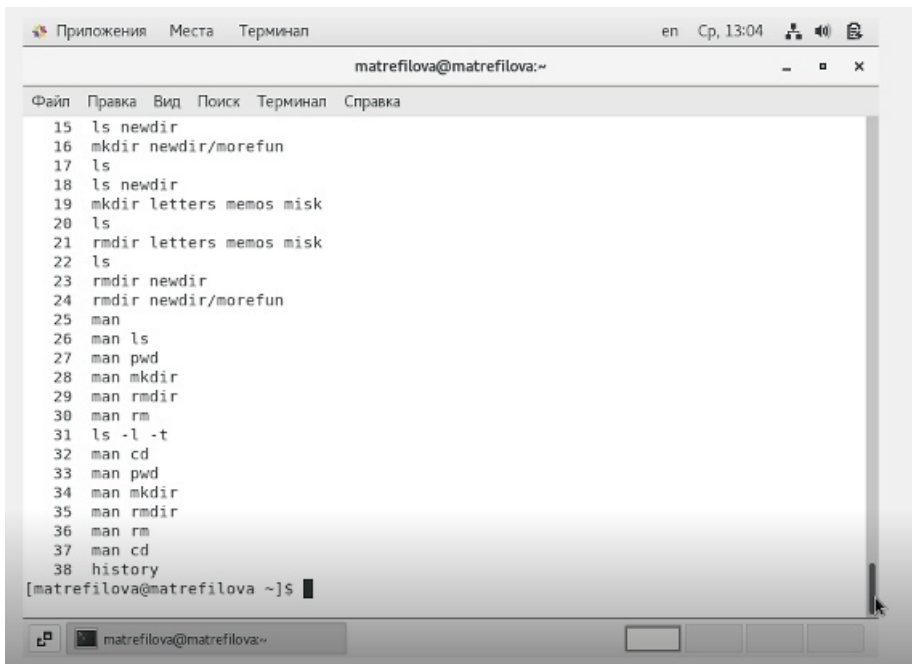 Приложения Места Терминал en Ср, 13:04
matrefilova@matrefilova:~
Файл Правка Вид Поиск Терминал Справка
15 ls newdir
16 mkdir newdir/morefun
17 ls
18 ls newdir
19 mkdir letters memos misk
20 ls
21 rmdir letters memos misk
22 ls
23 rmdir newdir
24 rmdir newdir/morefun
25 man
26 man ls
27 man pwd
28 man mkdir
29 man rmdir
30 man rm
31 ls -l -t
32 man cd
33 man pwd
34 man mkdir
35 man rmdir
36 man rm
37 man cd
38 history
[matrefilova@matrefilova ~]$
matrefilova@matrefilova:~